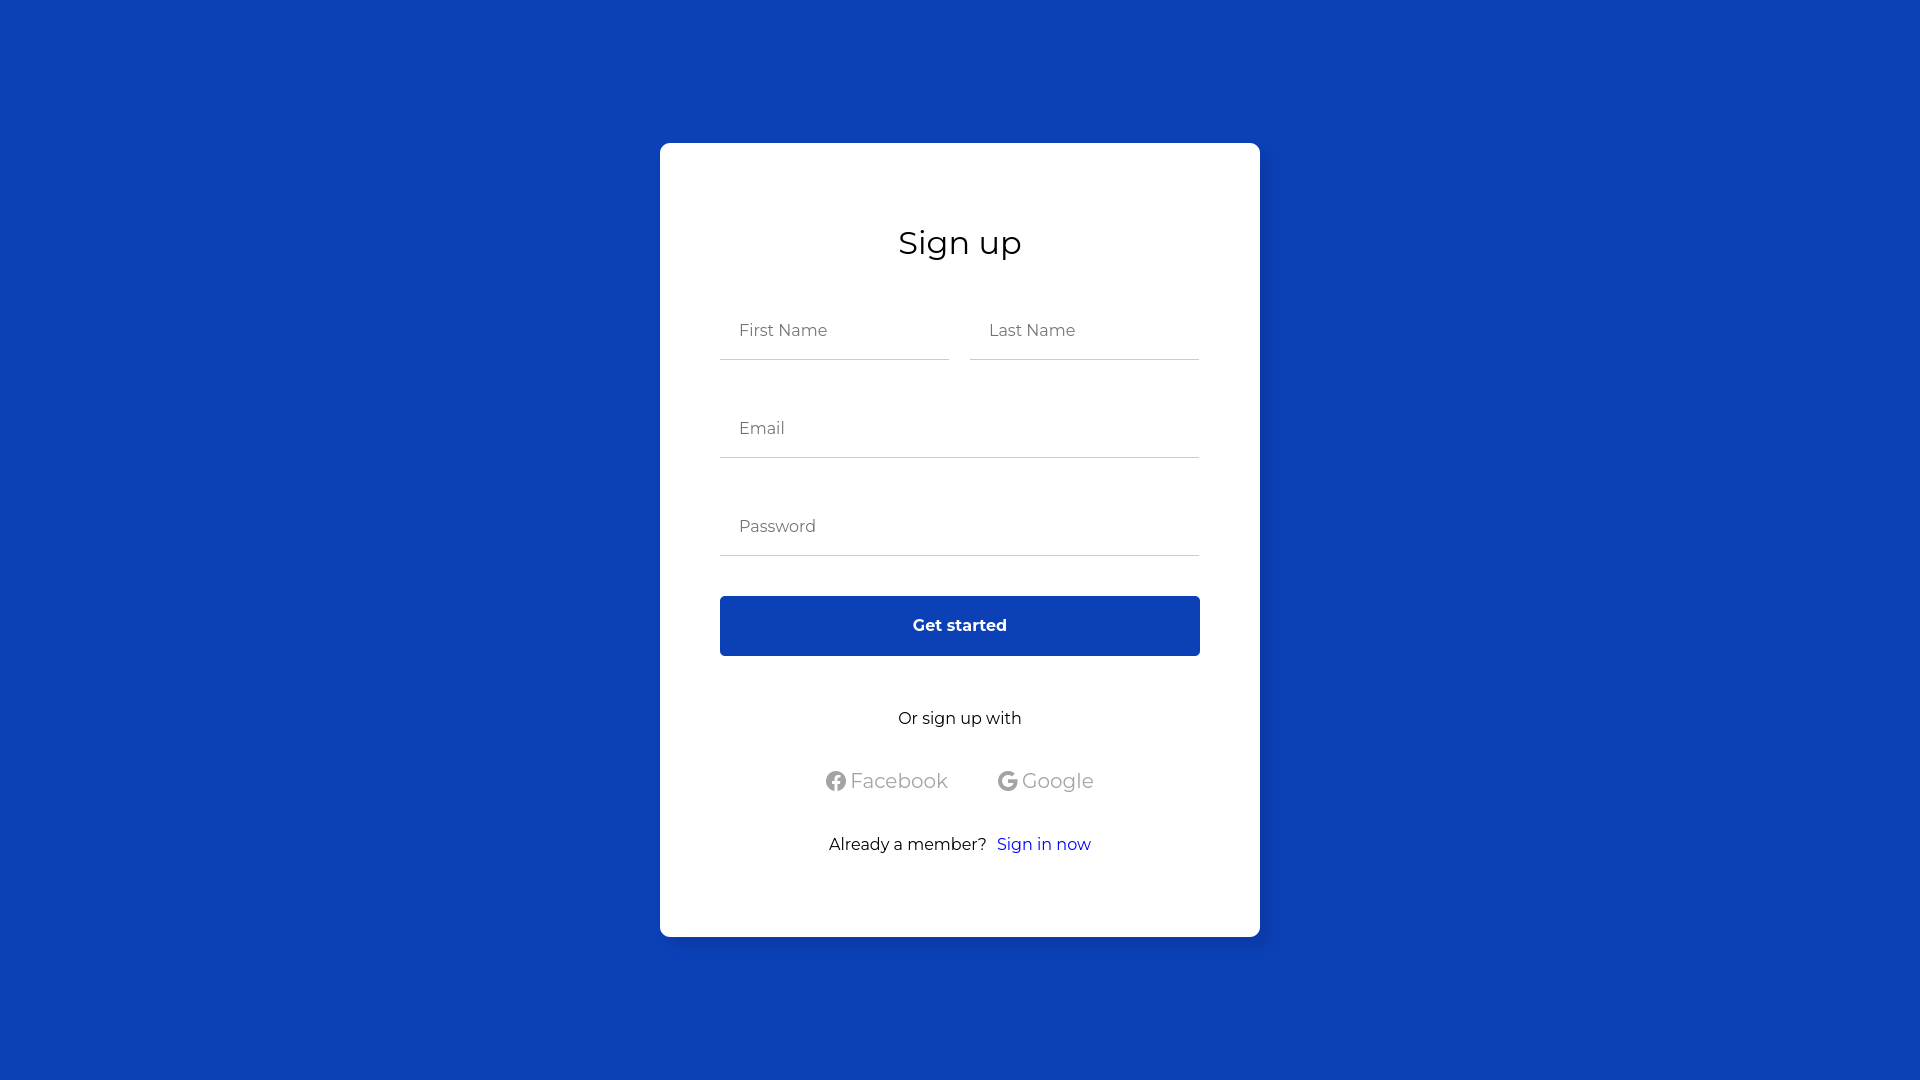 Sign up
First Name Last Name
Email
Password
Get started
Or sign up with
Facebook Google
Already a member? Sign in now